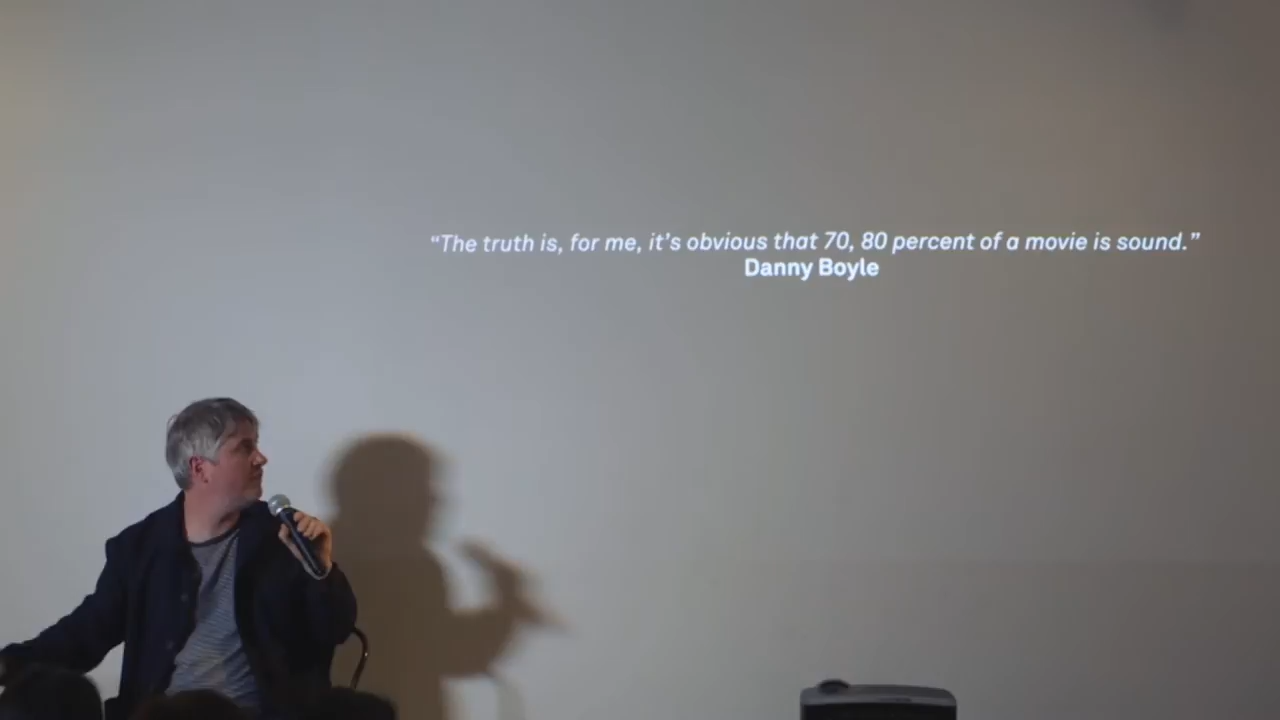 “The truth is, for me, it’s obvious that 70, 80 percent of a movie is sound.”
Danny Boyle